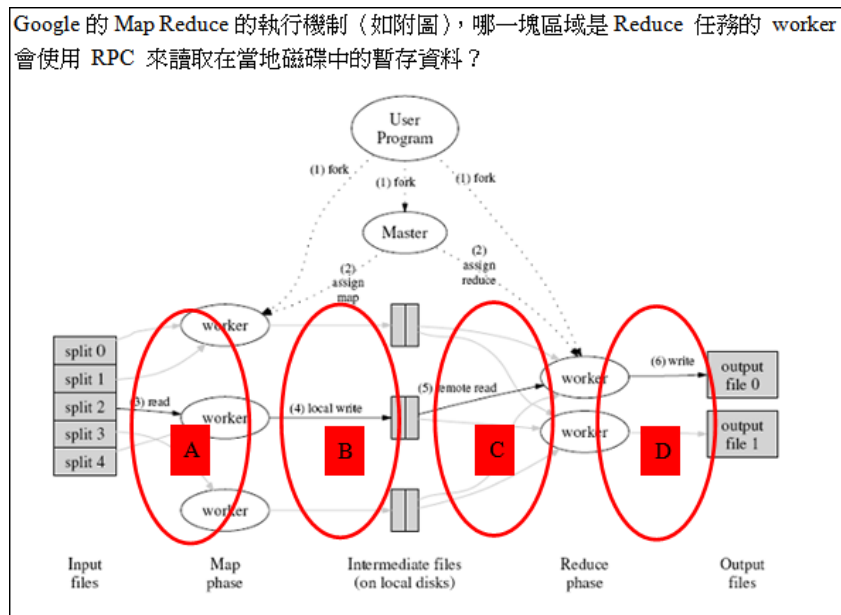 Google 的 Map Reduce 的執行機制（如附圖），哪一塊區域是 Reduce 任務的 worker
會使用 RPC 來讀取在當地磁碟中的暫存資料？
User
Program
(1) fork
(1) fork
(1) fork
Master
(2)
assign
map
(2)
assign
reduce
worker
split 0
split 1
split 2
split 3
split 4
(3) read
worker
(4) local write
(5) remote read
worker
(6) write
output
file 0
worker
output
file 1
A
B
C
D
worker
Input
files
Map
phase
Intermediate files
(on local disks)
Reduce
phase
Output
files